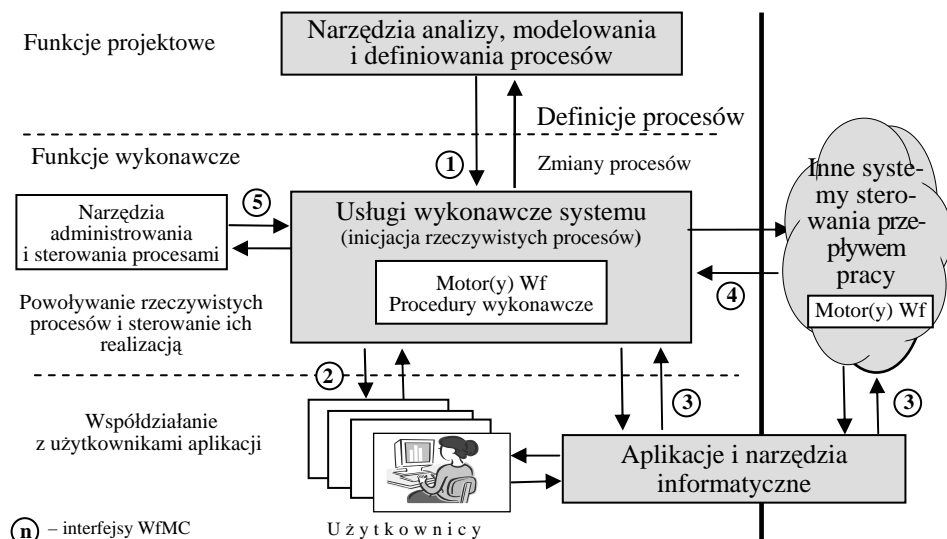 Funkcje projektowe
Narzędzia analizy, modelowania
i definiowania procesów
Definicje procesów
Funkcje wykonawcze
1
Zmiany procesów
5
Narzędzia
administrowania
i sterowania procesami
Usługi wykonawcze systemu
(inicjacja rzeczywistych procesów)
Motor(y) Wf
Procedury wykonawcze
Inne syste-
my stero-
wania prze-
pływem
pracy
Motor(y) Wf
4
Powoływanie rzeczywistych
procesów i sterowanie ich
realizacją
2
3
3
Współdziałanie
z użytkownikami aplikacji
Aplikacje i narzędzia
informatyczne
n – interfejsy WfMC
Użytkownicy